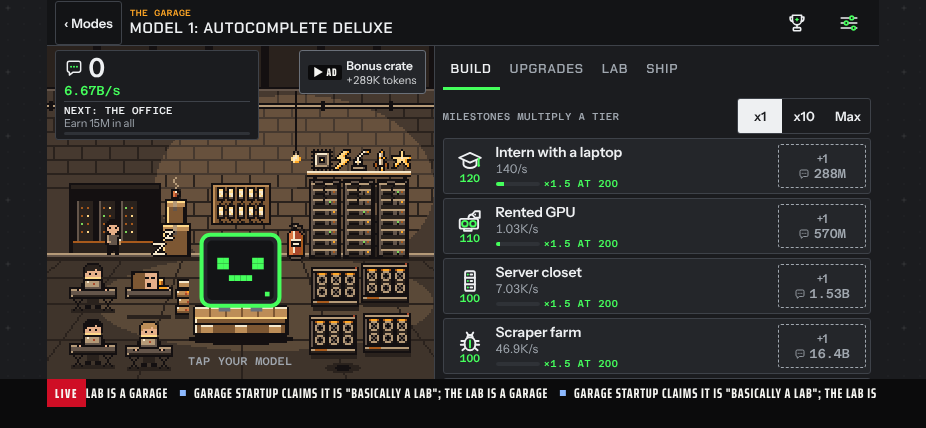 ‹ Modes
THE GARAGE
MODEL 1: AUTOCOMPLETE DELUXE
0
6.67B/s
NEXT: THE OFFICE
Earn 15M in all
AD
Bonus crate
+289K tokens
BUILD UPGRADES LAB SHIP
MILESTONES MULTIPLY A TIER
x1 x10 Max
Intern with a laptop
140/s
120
×1.5 AT 200
+1
288M
Rented GPU
1.03K/s
110
×1.5 AT 200
+1
570M
Server closet
7.03K/s
100
×1.5 AT 200
+1
1.53B
Scraper farm
46.9K/s
100
×1.5 AT 200
+1
16.4B
TAP YOUR MODEL
LIVE
LAB IS A GARAGE ▪ GARAGE STARTUP CLAIMS IT IS "BASICALLY A LAB"; THE LAB IS A GARAGE ▪ GARAGE STARTUP CLAIMS IT IS "BASICALLY A LAB"; THE LAB IS